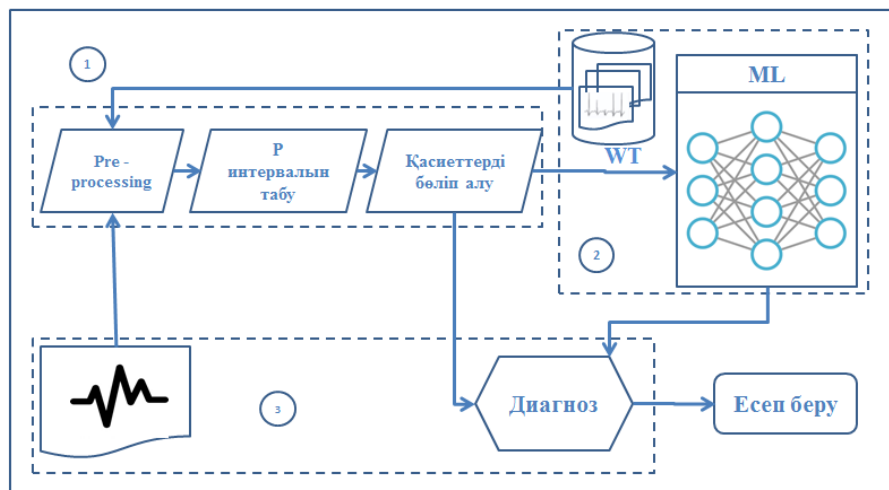 1
ML
Pre -
processing
Р
интервалын
табу
Қасиеттерді
бөліп алу
WT
2
3
Диагноз
Есеп беру